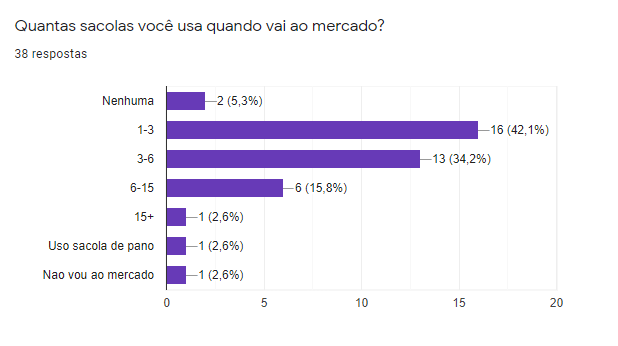 Quantas sacolas você usa quando vai ao mercado?
38 respostas
Nenhuma 2 (5,3%)
1-3 16 (42,1%)
3-6 13 (34,2%)
6-15 6 (15,8%)
15+ 1 (2,6%)
Uso sacola de pano 1 (2,6%)
Nao vou ao mercado 1 (2,6%)
0 5 10 15 20